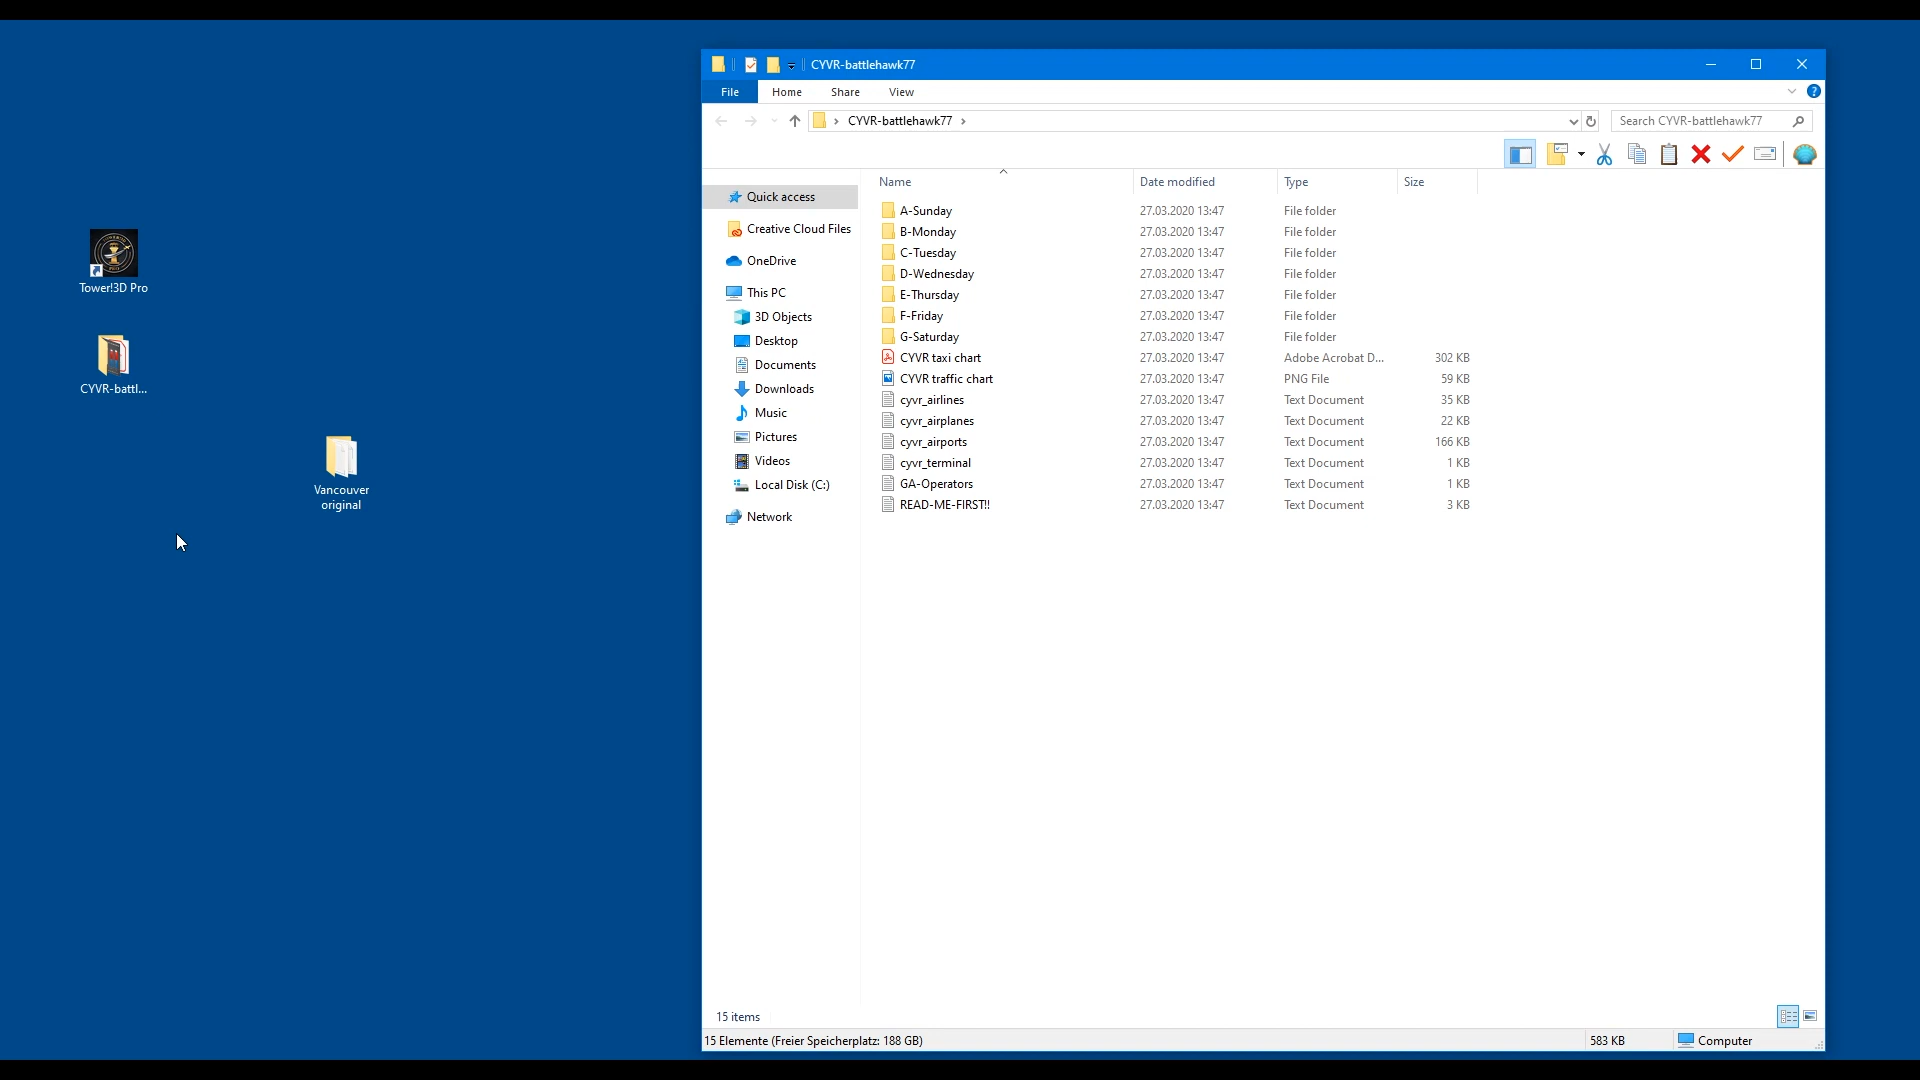 Tower!3D Pro
CYVR-battl...
Vancouver
original
CYVR-battlehawk77
File Home Share View
CYVR-battlehawk77
Search CYVR-battlehawk77
Name Date modified Type Size
Quick access
Creative Cloud Files
OneDrive
This PC
3D Objects
Desktop
Documents
Downloads
Music
Pictures
Videos
Local Disk (C:)
Network
A-Sunday 27.03.2020 13:47 File folder
B-Monday 27.03.2020 13:47 File folder
C-Tuesday 27.03.2020 13:47 File folder
D-Wednesday 27.03.2020 13:47 File folder
E-Thursday 27.03.2020 13:47 File folder
F-Friday 27.03.2020 13:47 File folder
G-Saturday 27.03.2020 13:47 File folder
CYVR taxi chart 27.03.2020 13:47 Adobe Acrobat D... 302 KB
CYVR traffic chart 27.03.2020 13:47 PNG File 59 KB
cyvr_airlines 27.03.2020 13:47 Text Document 35 KB
cyvr_airplanes 27.03.2020 13:47 Text Document 22 KB
cyvr_airports 27.03.2020 13:47 Text Document 166 KB
cyvr_terminal 27.03.2020 13:47 Text Document 1 KB
GA-Operators 27.03.2020 13:47 Text Document 1 KB
READ-ME-FIRST!! 27.03.2020 13:47 Text Document 3 KB
15 items
15 Elemente (Freier Speicherplatz: 188 GB) 583 KB Computer